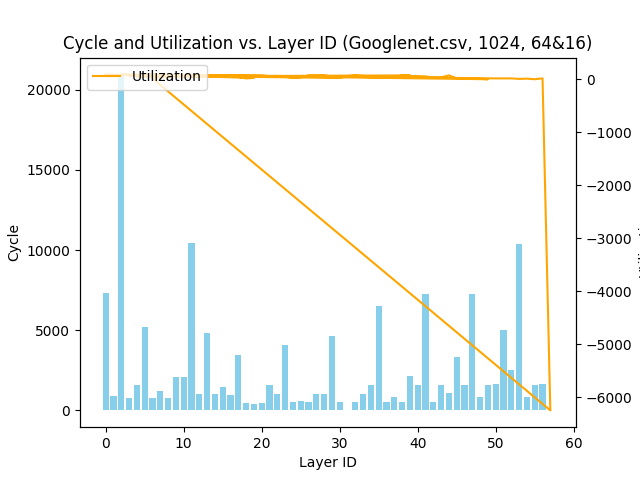 Cycle and Utilization vs. Layer ID (Googlenet.csv, 1024, 64&16)
Utilization
20000
15000
10000
5000
0
Cycle
0
−1000
−2000
−3000
−4000
−5000
−6000
0 10 20 30 40 50 60
Layer ID